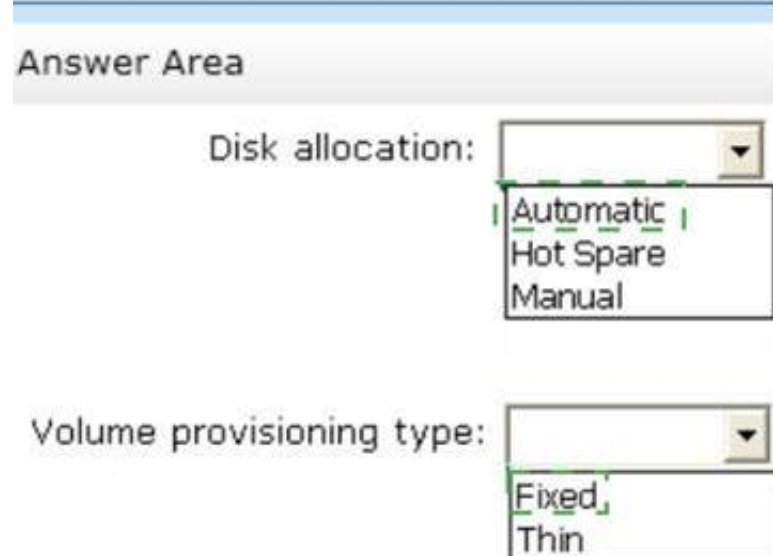 Answer Area
Disk allocation:
Automatic
Hot Spare
Manual
Volume provisioning type:
Fixed
Thin